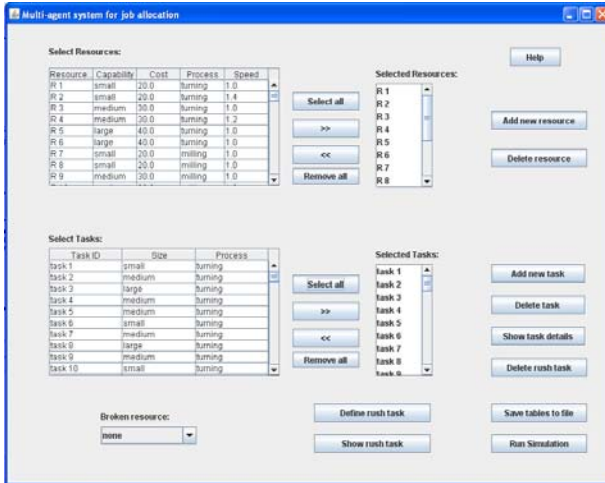 Multi-agent system for job allocation
Select Resources:
Help
Resource Capability Cost Process Speed
R 1 small 20.0 turning 1.0
R 2 small 20.0 turning 1.4
R 3 medium 30.0 turning 1.0
R 4 medium 30.0 turning 1.2
R 5 large 40.0 turning 1.0
R 6 large 40.0 turning 1.0
R 7 small 20.0 milling 1.0
R 8 small 20.0 milling 1.0
R 9 medium 30.0 milling 1.0
Select all
>>
<<
Remove all
Selected Resources:
R 1
R 2
R 3
R 4
R 5
R 6
R 7
R 8
Add new resource
Delete resource
Select Tasks:
Task ID Size Process
task 1 small turning
task 2 medium turning
task 3 large turning
task 4 medium turning
task 5 medium turning
task 6 small turning
task 7 medium turning
task 8 large turning
task 9 medium turning
task 10 small turning
Select all
>>
<<
Remove all
Selected Tasks:
task 1
task 2
task 3
task 4
task 5
task 6
task 7
task 8
task 9
Add new task
Delete task
Show task details
Delete rush task
Broken resource:
none
Define rush task
Save tables to file
Show rush task
Run Simulation